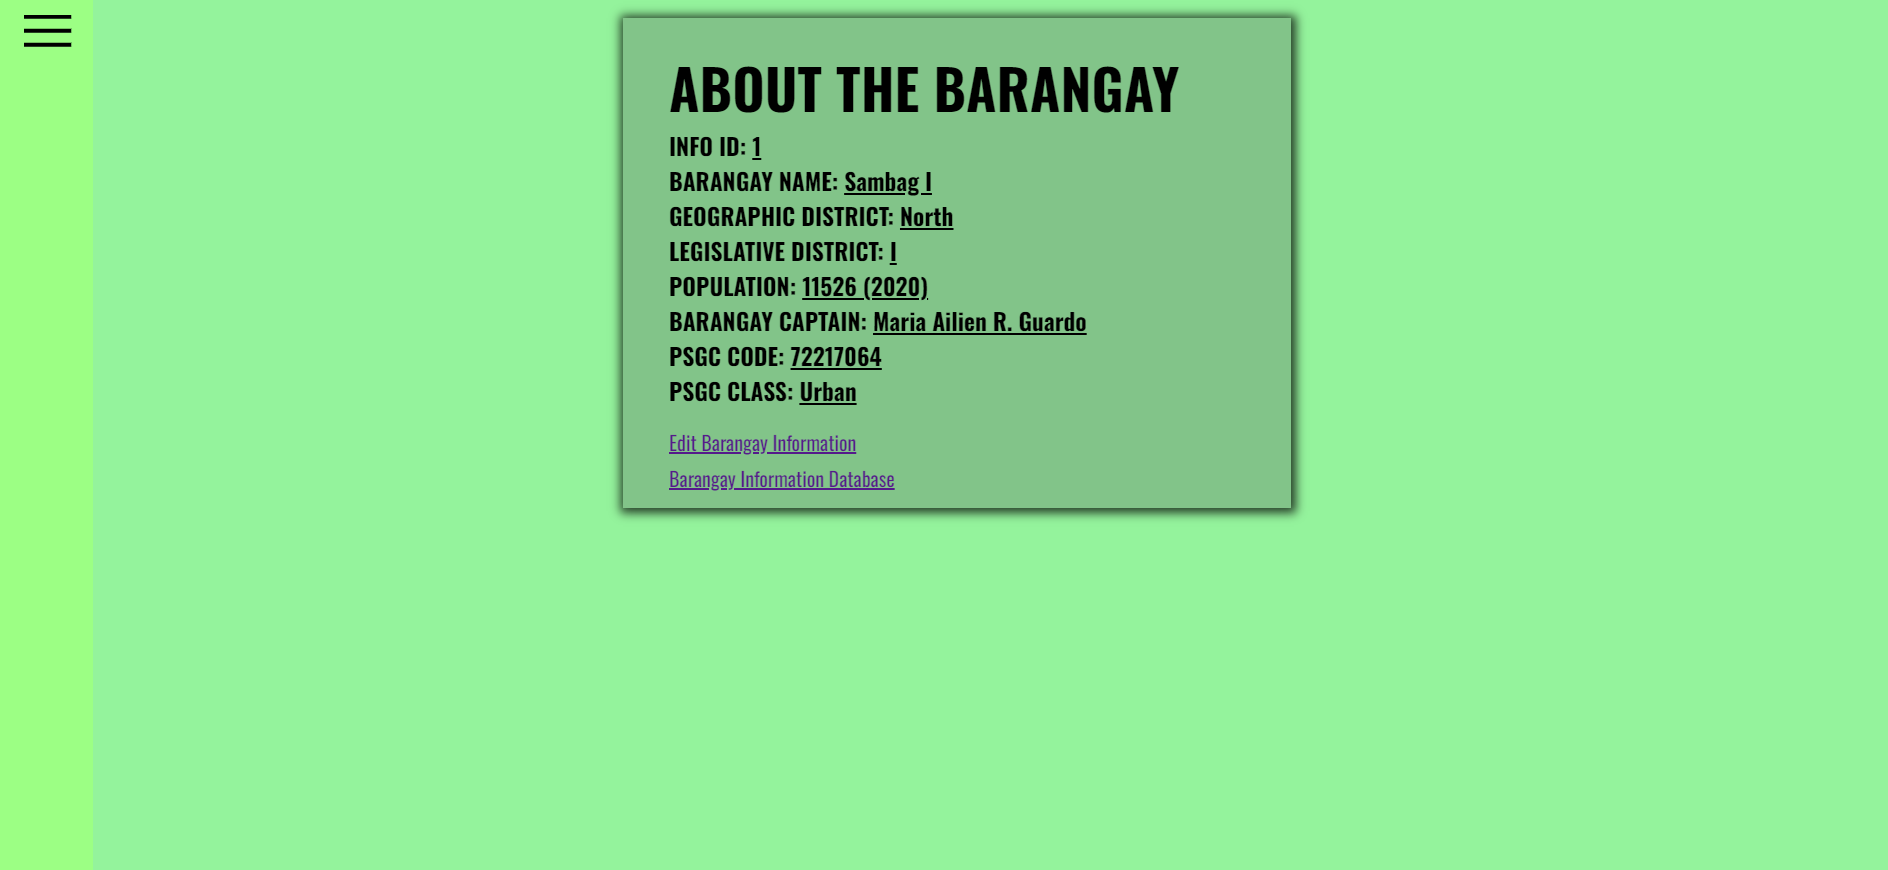 ABOUT THE BARANGAY
INFO ID: 1
BARANGAY NAME: Sambag I
GEOGRAPHIC DISTRICT: North
LEGISLATIVE DISTRICT: I
POPULATION: 11526 (2020)
BARANGAY CAPTAIN: Maria Ailien R. Guardo
PSGC CODE: 72217064
PSGC CLASS: Urban
Edit Barangay Information
Barangay Information Database